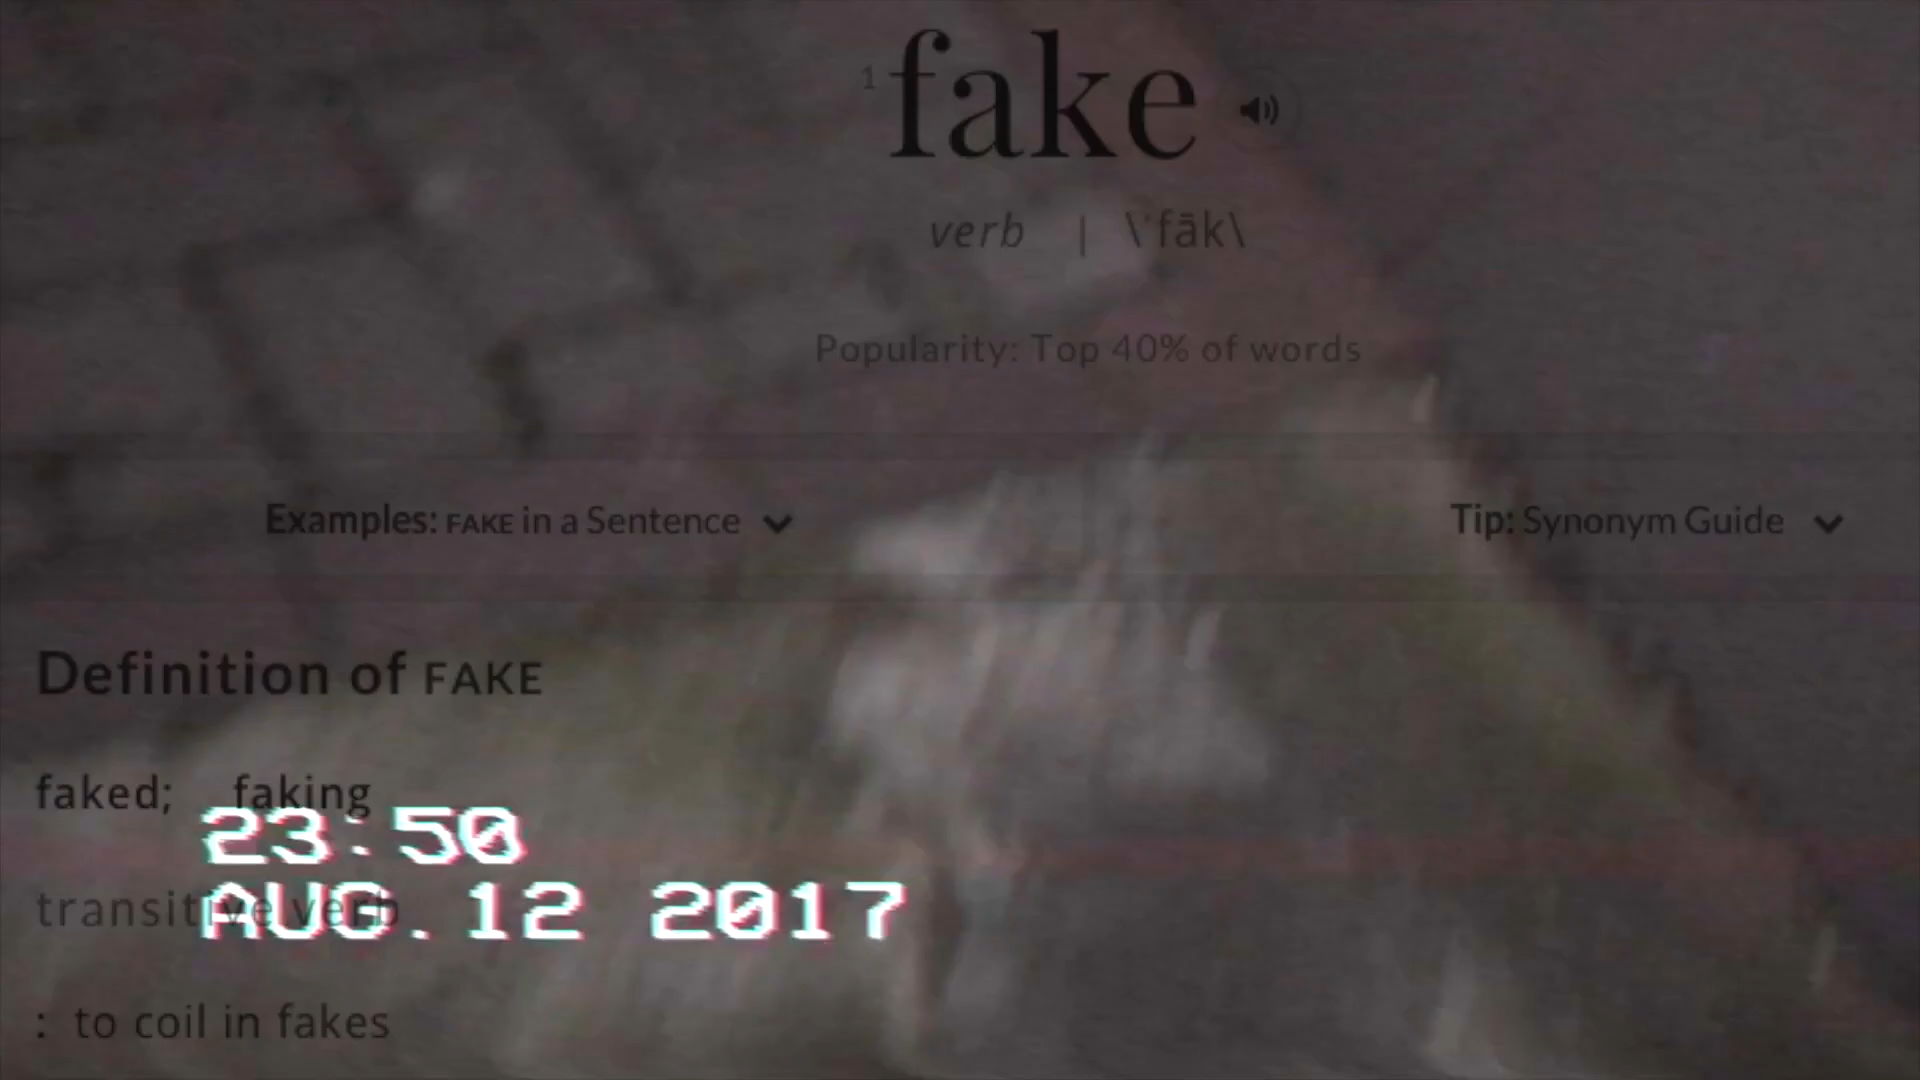 1 fake
verb | \ˈfāk\
Popularity: Top 40% of words
Examples: FAKE in a Sentence
Tip: Synonym Guide
Definition of FAKE
faked; faking
23:50
transitive verb
AUG.12 2017
: to coil in fakes